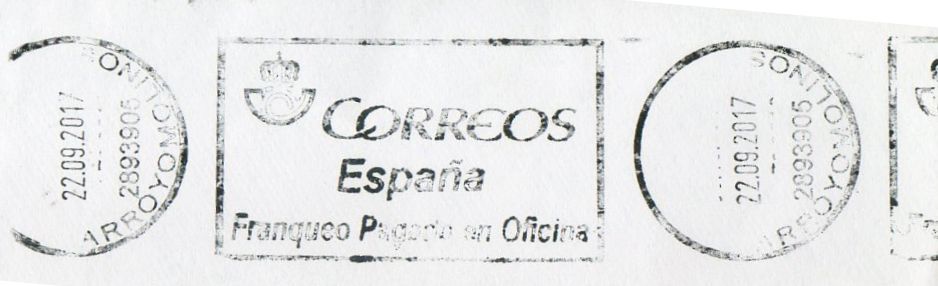 ARROYOMOLINOS
22.09.2017
2893905
CORREOS
España
Franqueo Pagado en Oficina
ARROYOMOLINOS
22.09.2017
2893905